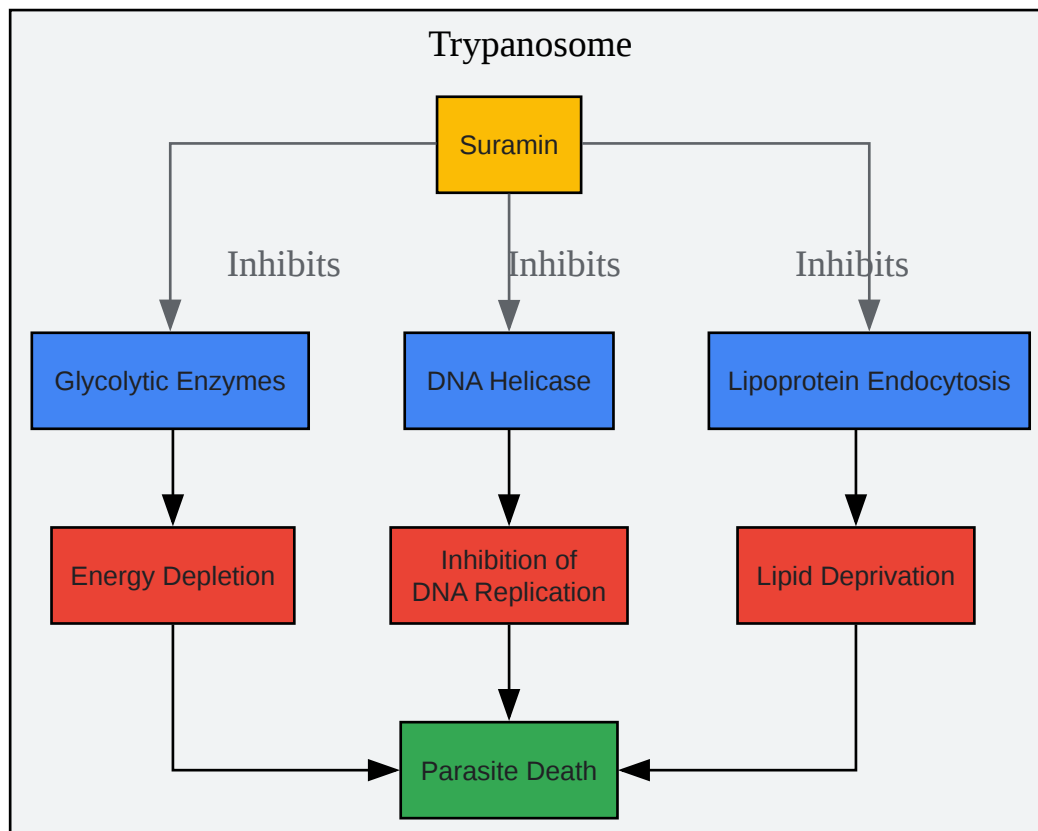 Trypanosome
Suramin
Inhibits
Inhibits
Inhibits
Glycolytic Enzymes
DNA Helicase
Lipoprotein Endocytosis
Energy Depletion
Inhibition of
DNA Replication
Lipid Deprivation
Parasite Death